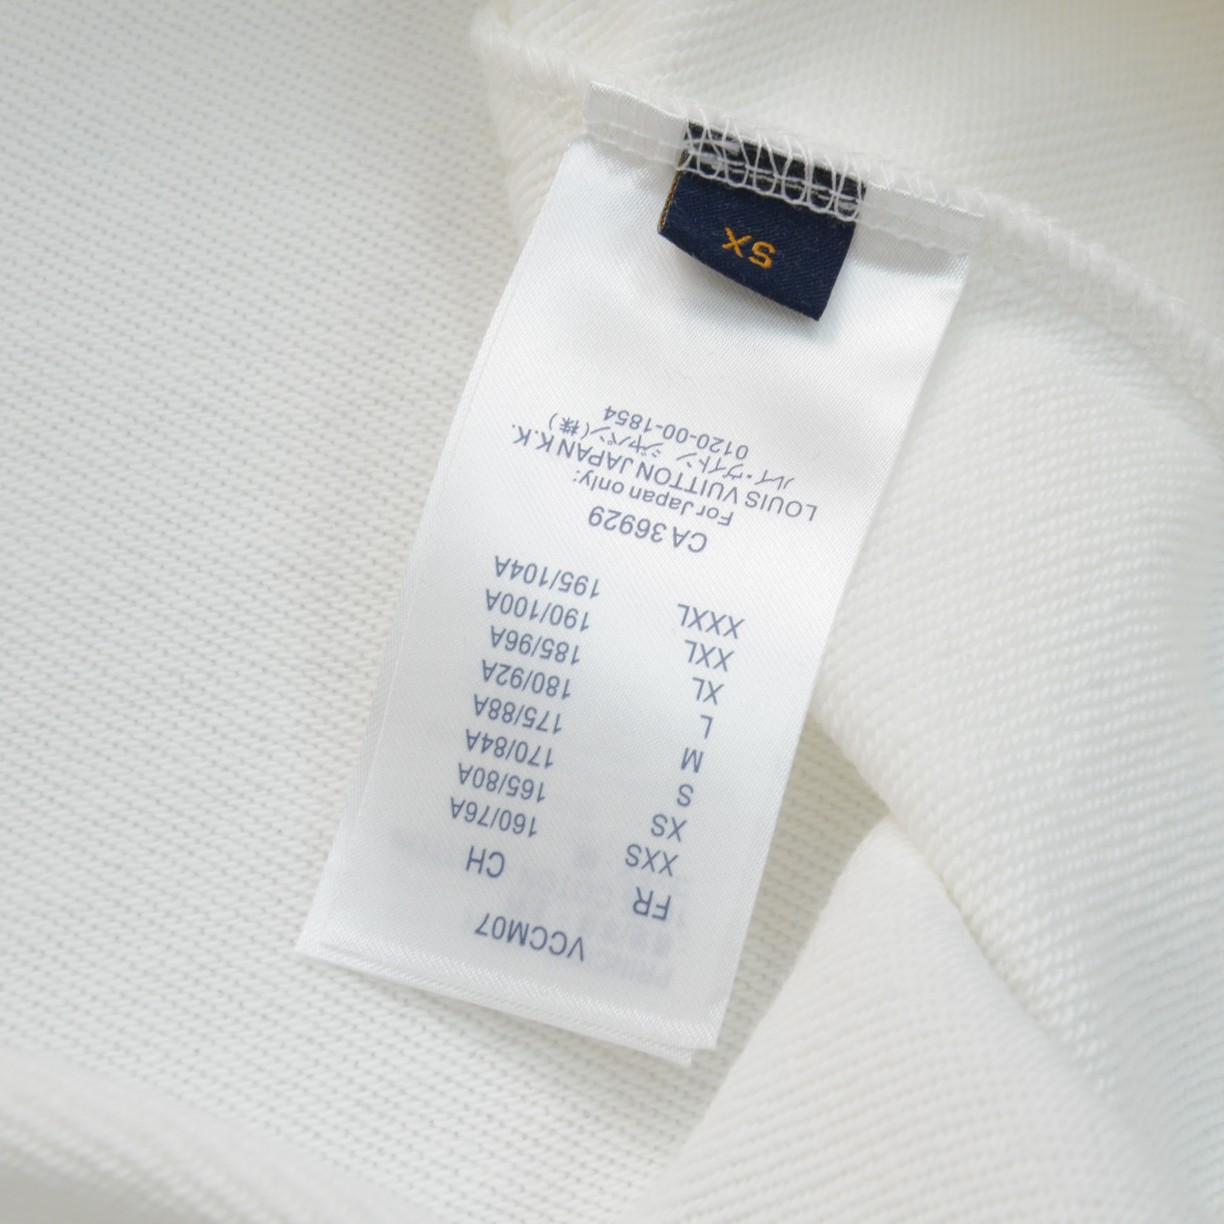 VCCM07
FR CH
XXS 160/76A
XS 165/80A
S 170/84A
M 175/88A
L 180/92A
XL 185/96A
XXL 190/100A
XXXL 195/104A
CA 36929
For Japan only:
LOUIS VUITTON JAPAN K.K.
ルイ・ヴィトン ジャパン(株)
0120-00-1854
XS